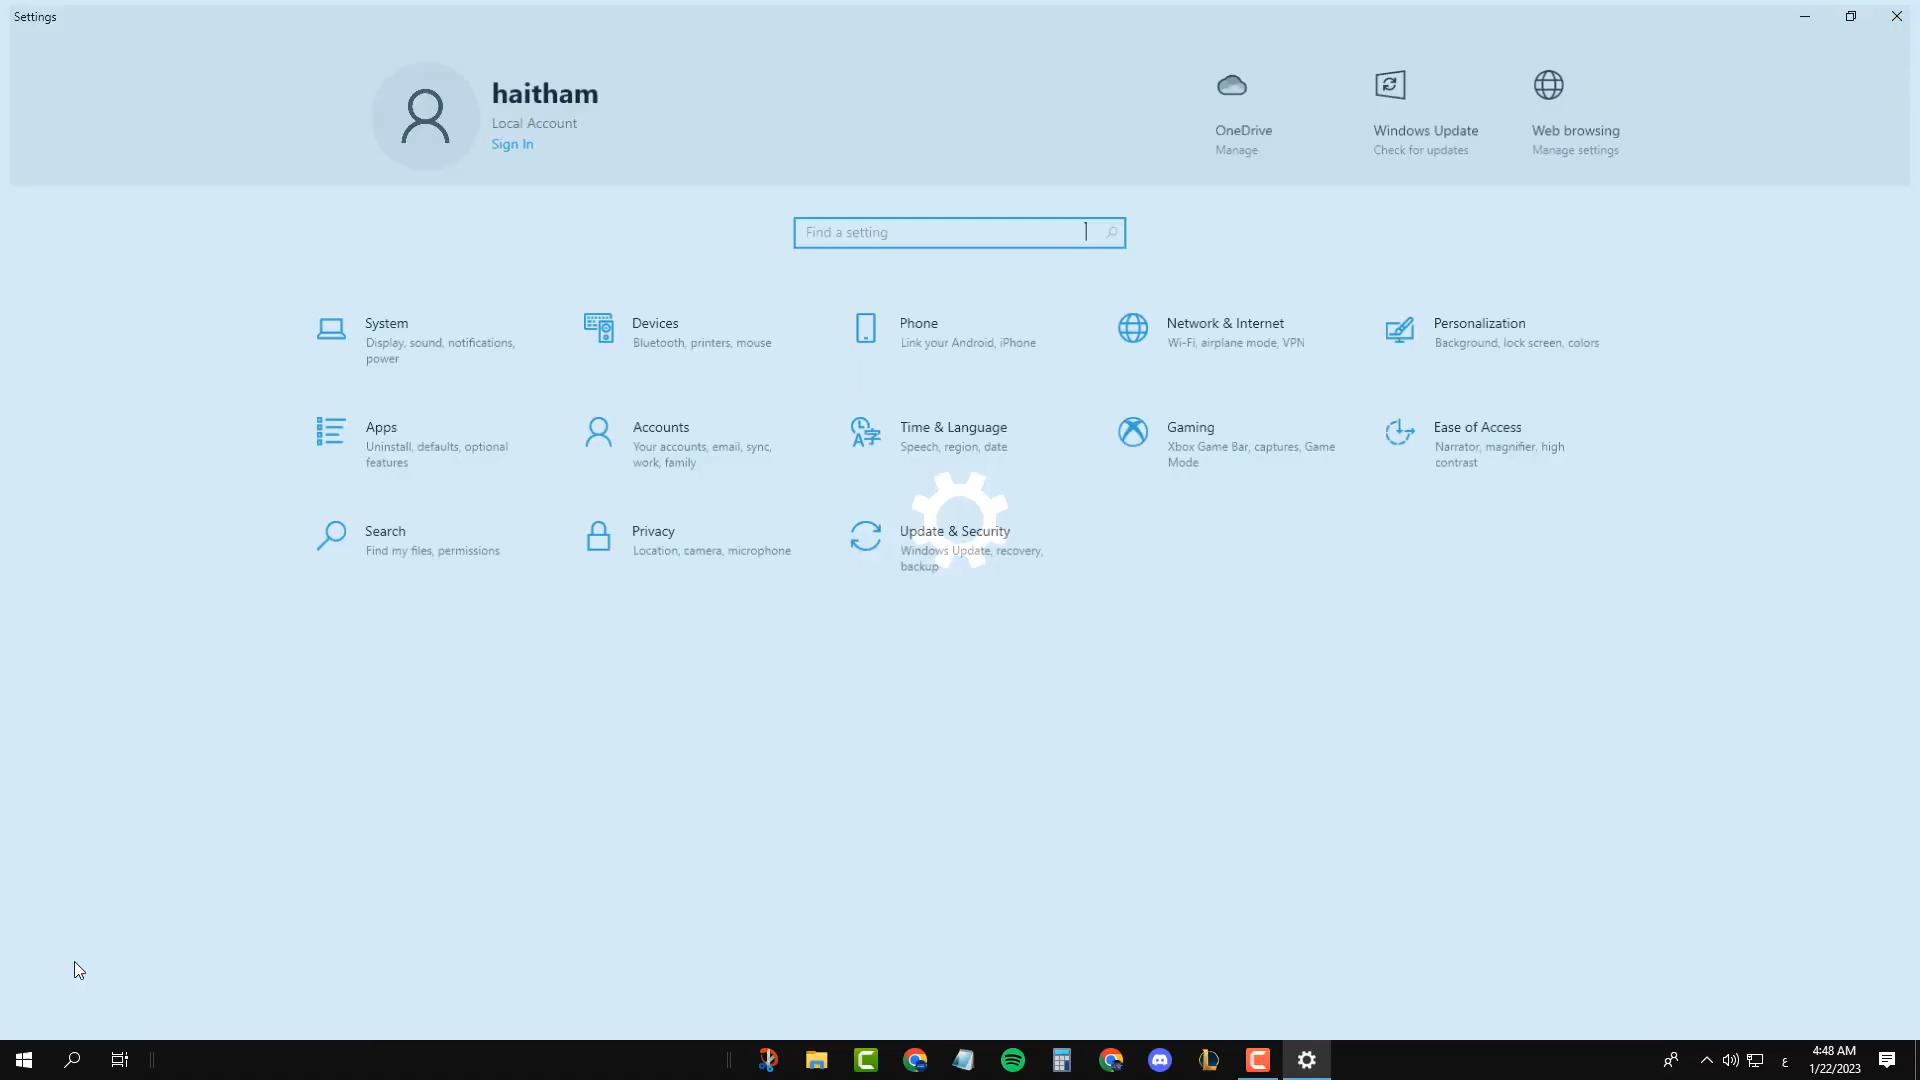 Settings
haitham
Local Account
Sign In
OneDrive
Manage
Windows Update
Check for updates
Web browsing
Manage settings
Find a setting
System
Display, sound, notifications,
power
Devices
Bluetooth, printers, mouse
Phone
Link your Android, iPhone
Network & Internet
Wi-Fi, airplane mode, VPN
Personalization
Background, lock screen, colors
Apps
Uninstall, defaults, optional
features
Accounts
Your accounts, email, sync,
work, family
Time & Language
Speech, region, date
Gaming
Xbox Game Bar, captures, Game
Mode
Ease of Access
Narrator, magnifier, high
contrast
Search
Find my files, permissions
Privacy
Location, camera, microphone
Update & Security
Windows Update, recovery,
backup
ع
4:48 AM
1/22/2023